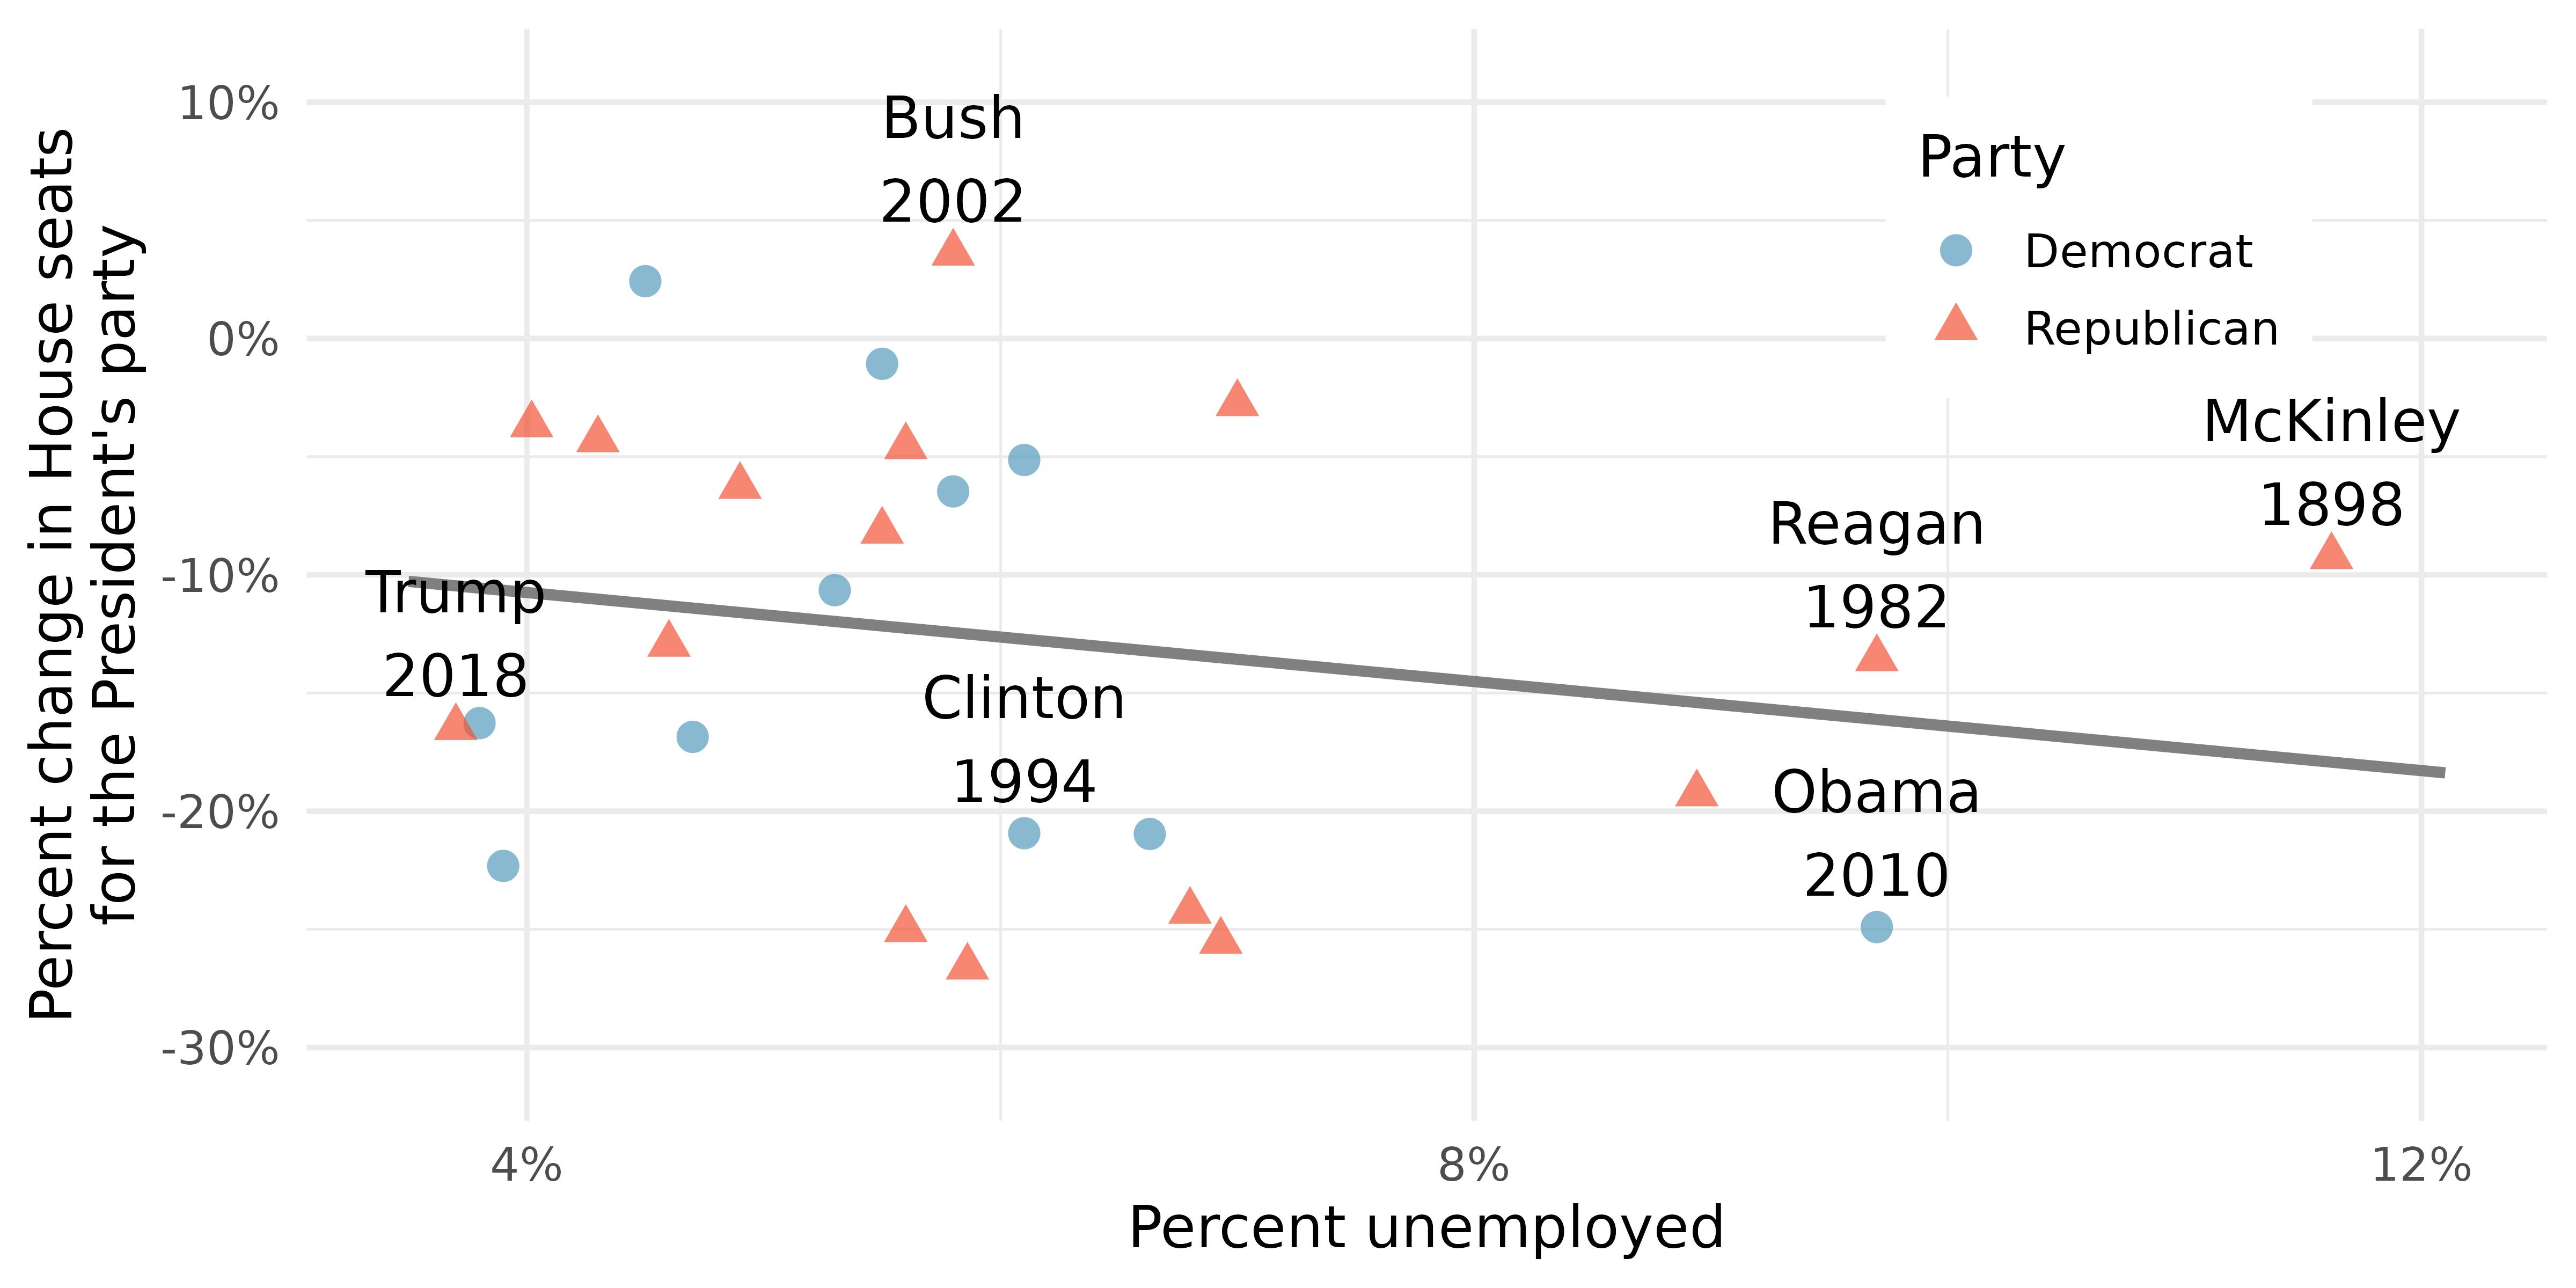 Percent change in House seats
for the President's party
10%
0%
-10%
-20%
-30%
Bush
2002
Party
Democrat
Republican
McKinley
1898
Reagan
1982
Trump
2018
Clinton
1994
Obama
2010
4%
8%
12%
Percent unemployed